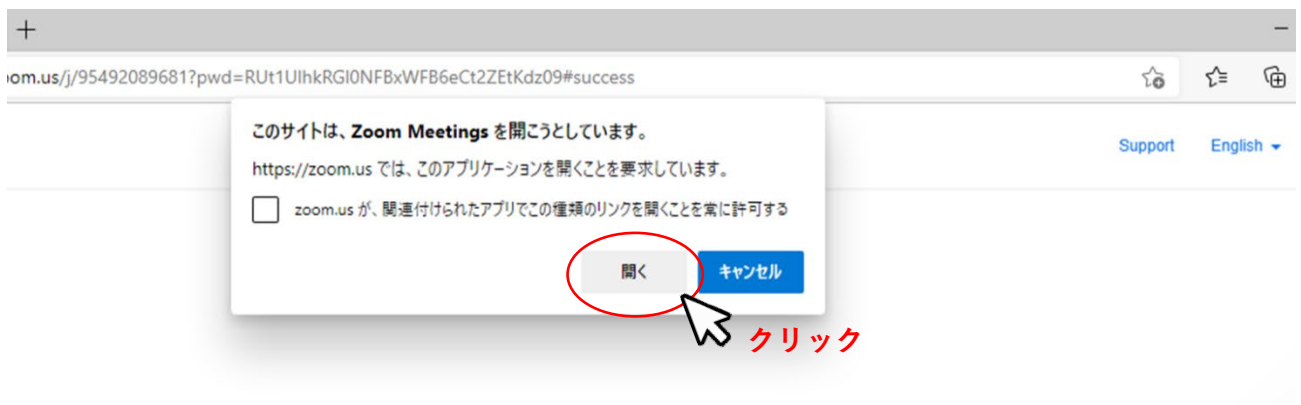 om.us/j/95492089681?pwd=RUt1UlhkRGl0NFBxWFB6eCt2ZEtKdz09#success
このサイトは、Zoom Meetings を開こうとしています。
https://zoom.us では、このアプリケーションを開くことを要求しています。
Support English
zoom.us が、関連付けられたアプリでこの種類のリンクを開くことを常に許可する
開く キャンセル
クリック